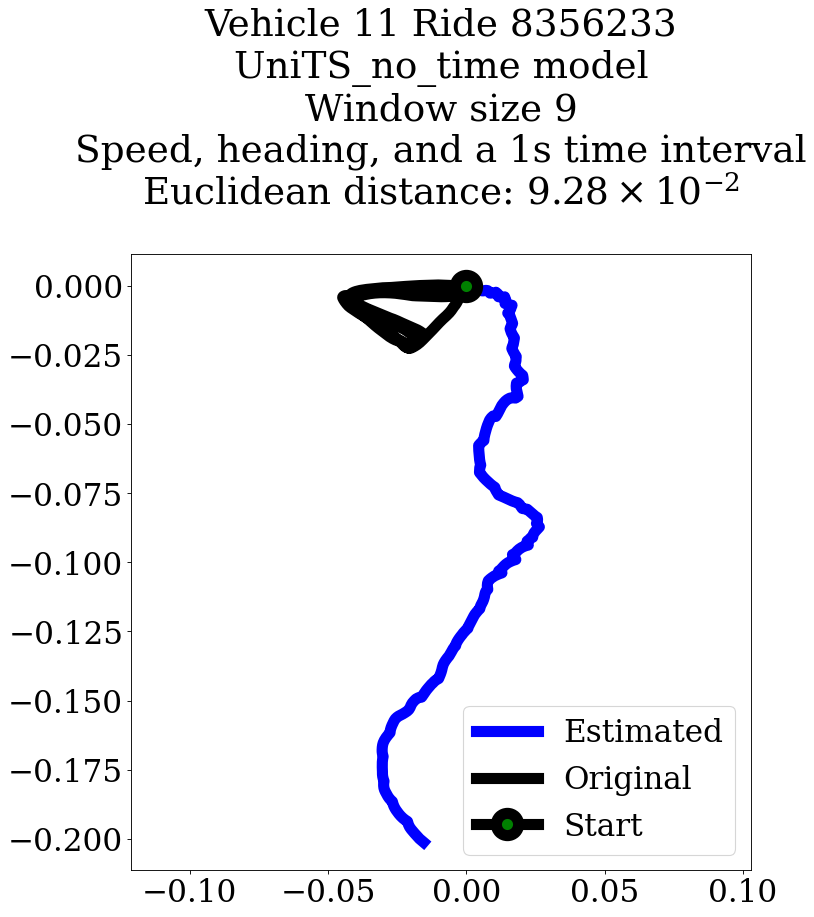 Vehicle 11 Ride 8356233
UniTS_no_time model
Window size 9
Speed, heading, and a 1s time interval
Euclidean distance: 9.28 × 10⁻²
0.000
−0.025
−0.050
−0.075
−0.100
−0.125
−0.150
−0.175
−0.200
Estimated
Original
Start
−0.10 −0.05 0.00 0.05 0.10